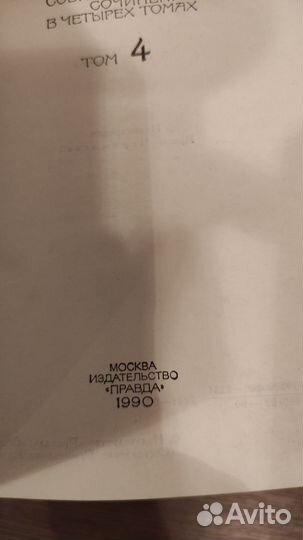 СОЧИНЕНИЙ
В ЧЕТЫРЕХ ТОМАХ
ТОМ 4
МОСКВА
ИЗДАТЕЛЬСТВО
«ПРАВДА»
1990
Avito